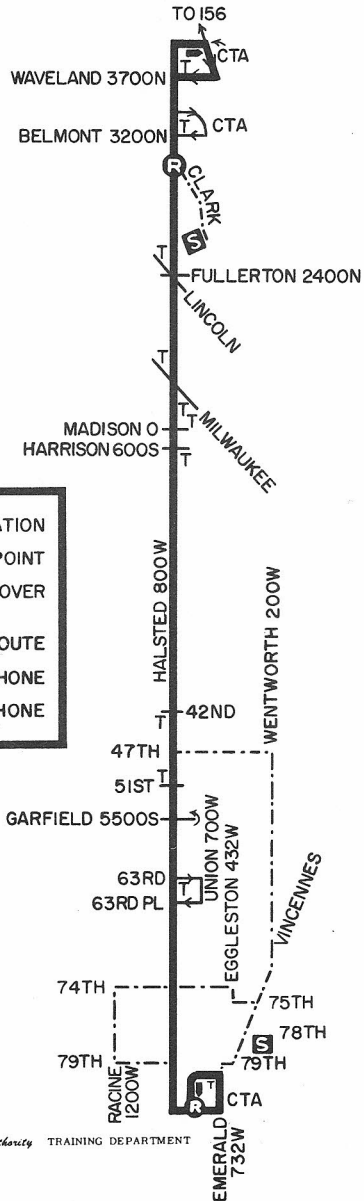 TO 156
CTA
T
WAVELAND 3700N
T
CTA
BELMONT 3200N
R
CLARK
S
T
FULLERTON 2400N
LINCOLN
T
T
T
MADISON 0
MILWAUKEE
HARRISON 600S
T
ATION
POINT
OVER
OUTE
HONE
HONE
HALSTED 800W
WENTWORTH 200W
42ND
T
47TH
T
51ST
GARFIELD 5500S
UNION 700W
EGGLESTON 432W
63RD
T
63RD PL
VINCENNES
74TH
75TH
78TH
S
79TH
79TH
RACINE
1200W
T
CTA
R
EMERALD
732W
thority TRAINING DEPARTMENT